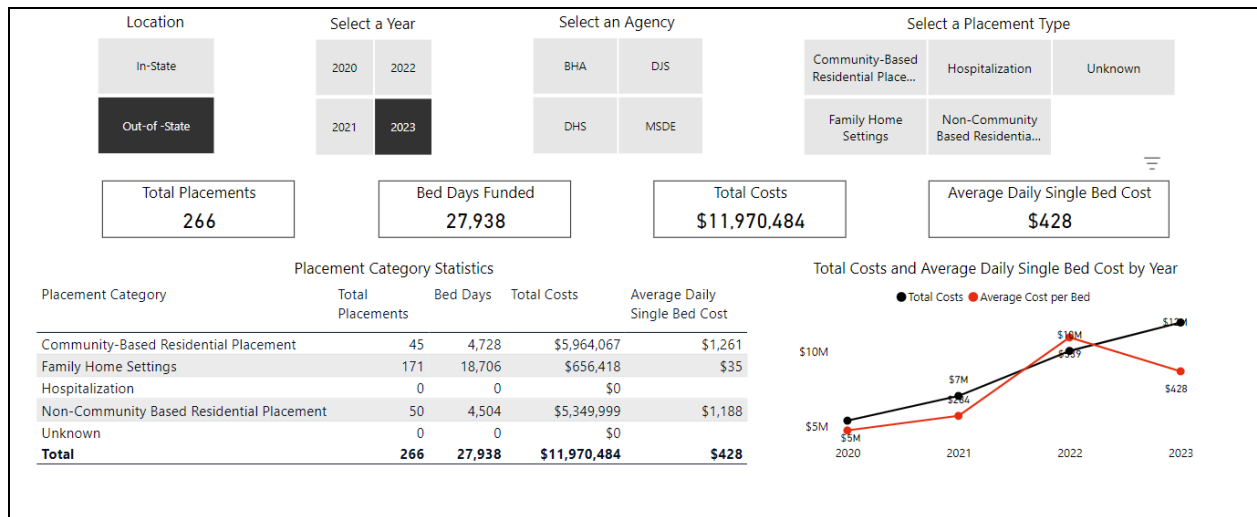 Location
Select a Year
Select an Agency
Select a Placement Type
In-State
Out-of -State
2020 2022
2021 2023
BHA DJS
DHS MSDE
Community-Based
Residential Place...
Hospitalization
Unknown
Family Home
Settings
Non-Community
Based Residentia...
Total Placements
266
Bed Days Funded
27,938
Total Costs
$11,970,484
Average Daily Single Bed Cost
$428
Placement Category Statistics
Placement Category Total Placements Bed Days Total Costs Average Daily Single Bed Cost
Community-Based Residential Placement 45 4,728 $5,964,067 $1,261
Family Home Settings 171 18,706 $656,418 $35
Hospitalization 0 0 $0
Non-Community Based Residential Placement 50 4,504 $5,349,999 $1,188
Unknown 0 0 $0
Total 266 27,938 $11,970,484 $428
Total Costs and Average Daily Single Bed Cost by Year
Total Costs Average Cost per Bed
$10M
$5M
$5M
$7M
$10M
$428
2020 2021 2022 2023